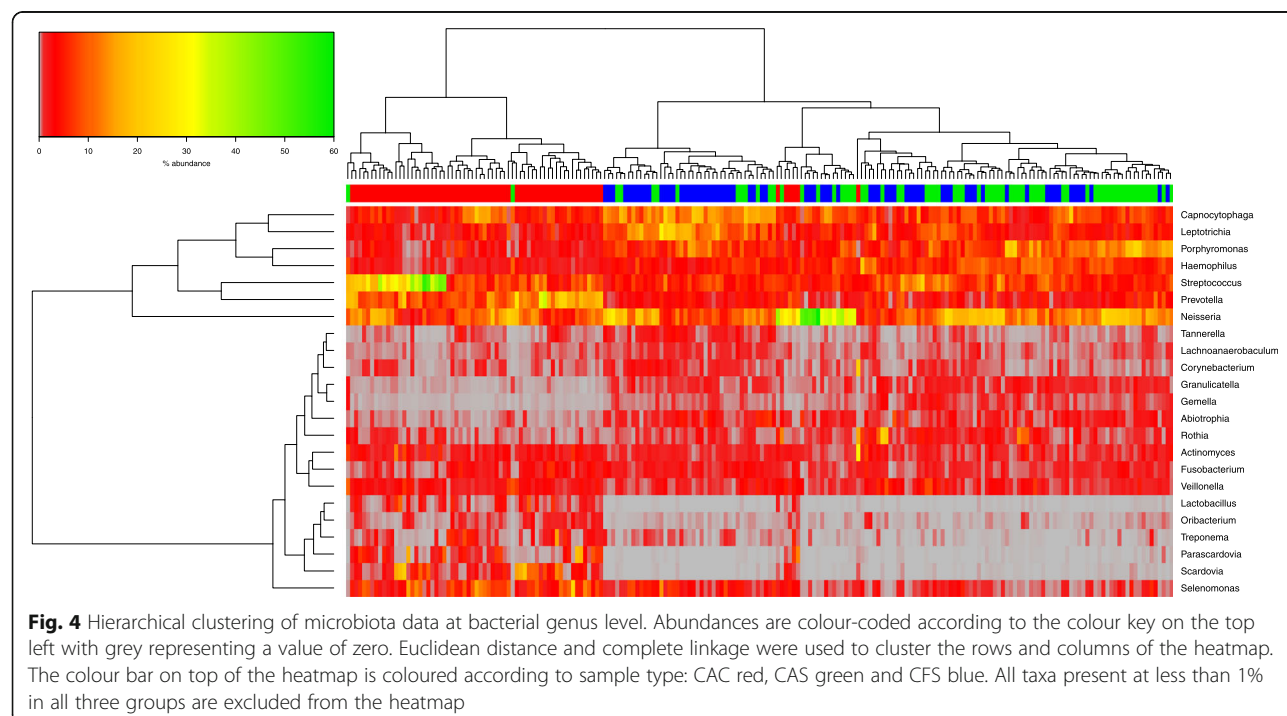 0 10 20 30 40 50 60
% abundance
Capnocytophaga
Leptotrichia
Porphyromonas
Haemophilus
Streptococcus
Prevotella
Neisseria
Tannerella
Lachnoanaerobaculum
Corynebacterium
Granulicatella
Gemella
Abiotrophia
Rothia
Actinomyces
Fusobacterium
Veillonella
Lactobacillus
Oribacterium
Treponema
Parascardovia
Scardovia
Selenomonas
Fig. 4 Hierarchical clustering of microbiota data at bacterial genus level. Abundances are colour-coded according to the colour key on the top
left with grey representing a value of zero. Euclidean distance and complete linkage were used to cluster the rows and columns of the heatmap.
The colour bar on top of the heatmap is coloured according to sample type: CAC red, CAS green and CFS blue. All taxa present at less than 1%
in all three groups are excluded from the heatmap